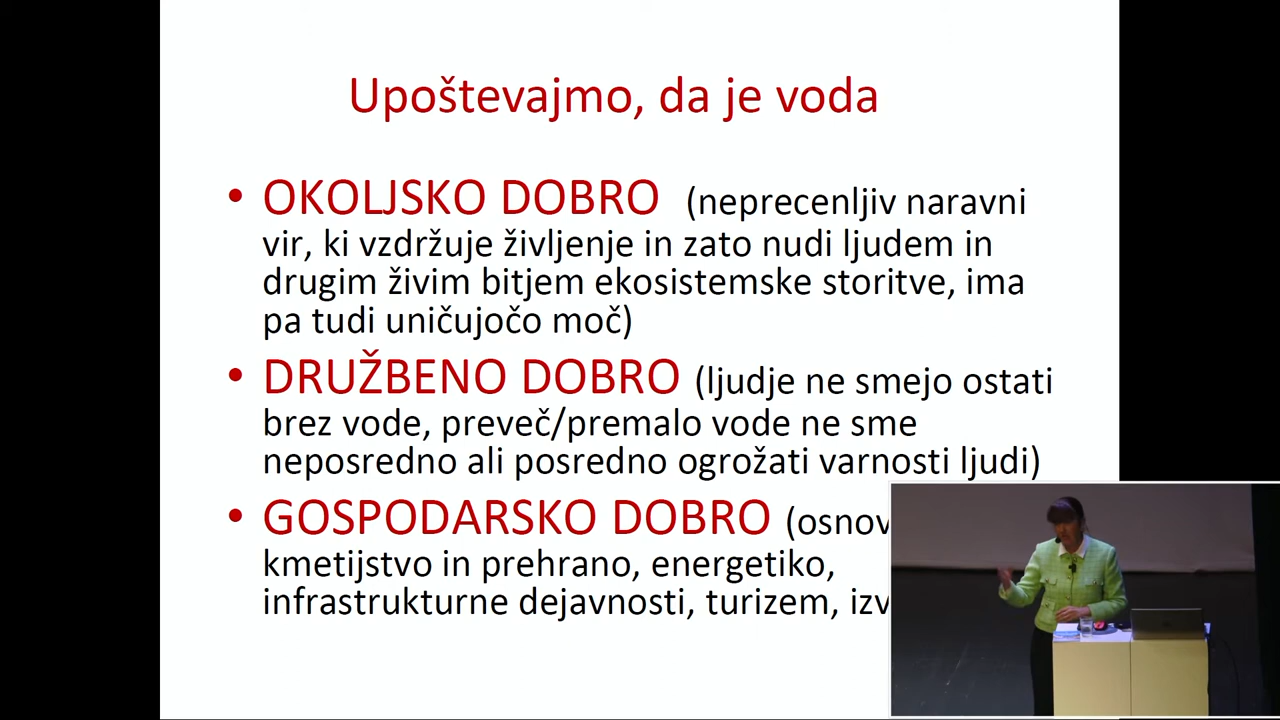 Upoštevajmo, da je voda
• OKOLJSKO DOBRO (neprecenljiv naravni
vir, ki vzdržuje življenje in zato nudi ljudem in
drugim živim bitjem ekosistemske storitve, ima
pa tudi uničujočo moč)
• DRUŽBENO DOBRO (ljudje ne smejo ostati
brez vode, preveč/premalo vode ne sme
neposredno ali posredno ogrožati varnosti ljudi)
• GOSPODARSKO DOBRO (osnov
kmetijstvo in prehrano, energetiko,
infrastrukturne dejavnosti, turizem, izv